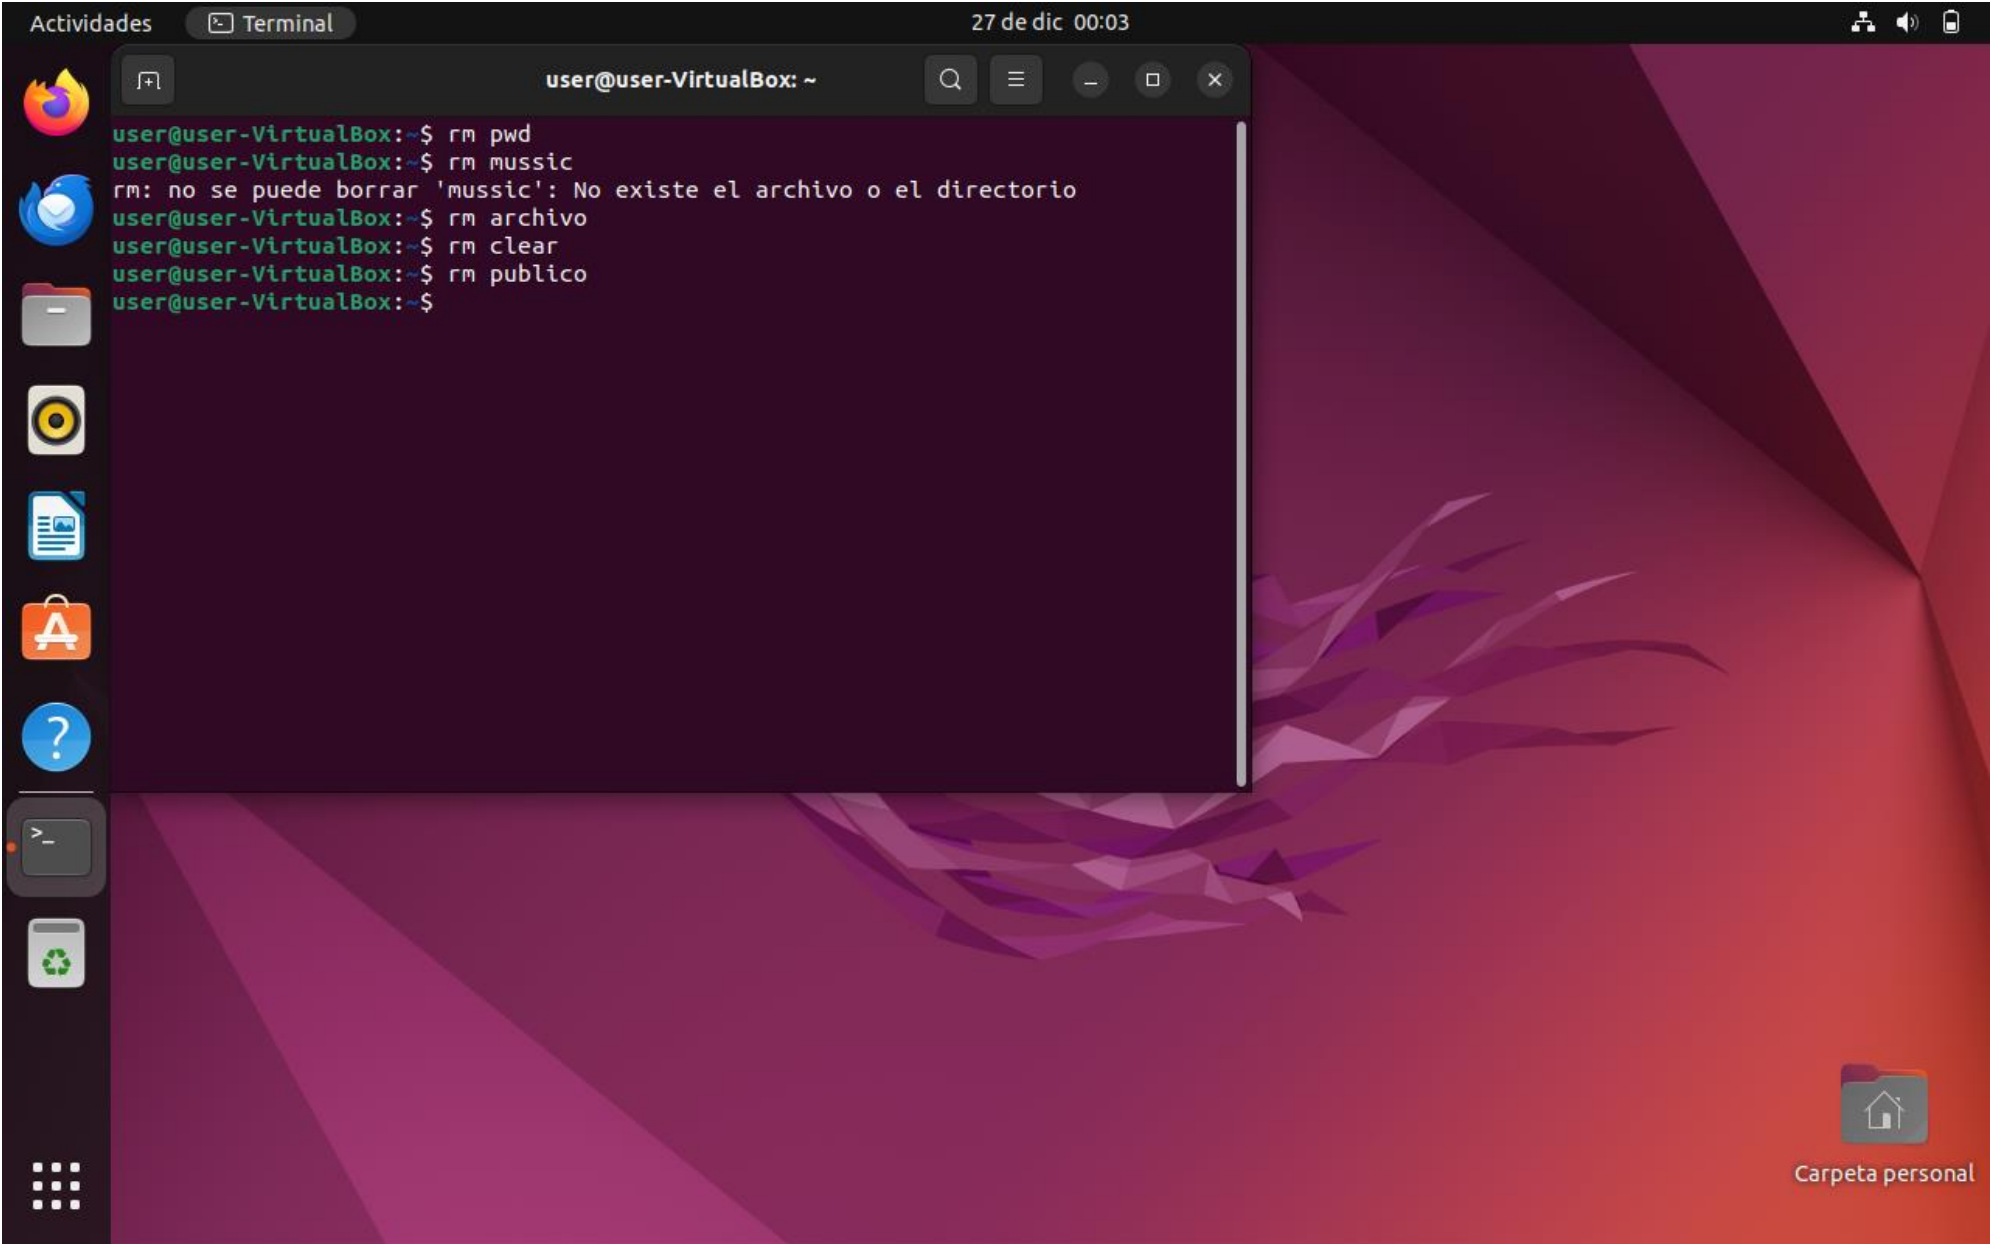 Actividades Terminal 27 de dic 00:03
user@user-VirtualBox: ~
user@user-VirtualBox:~$ rm pwd
user@user-VirtualBox:~$ rm mussic
rm: no se puede borrar 'mussic': No existe el archivo o el directorio
user@user-VirtualBox:~$ rm archivo
user@user-VirtualBox:~$ rm clear
user@user-VirtualBox:~$ rm publico
user@user-VirtualBox:~$
Carpeta personal